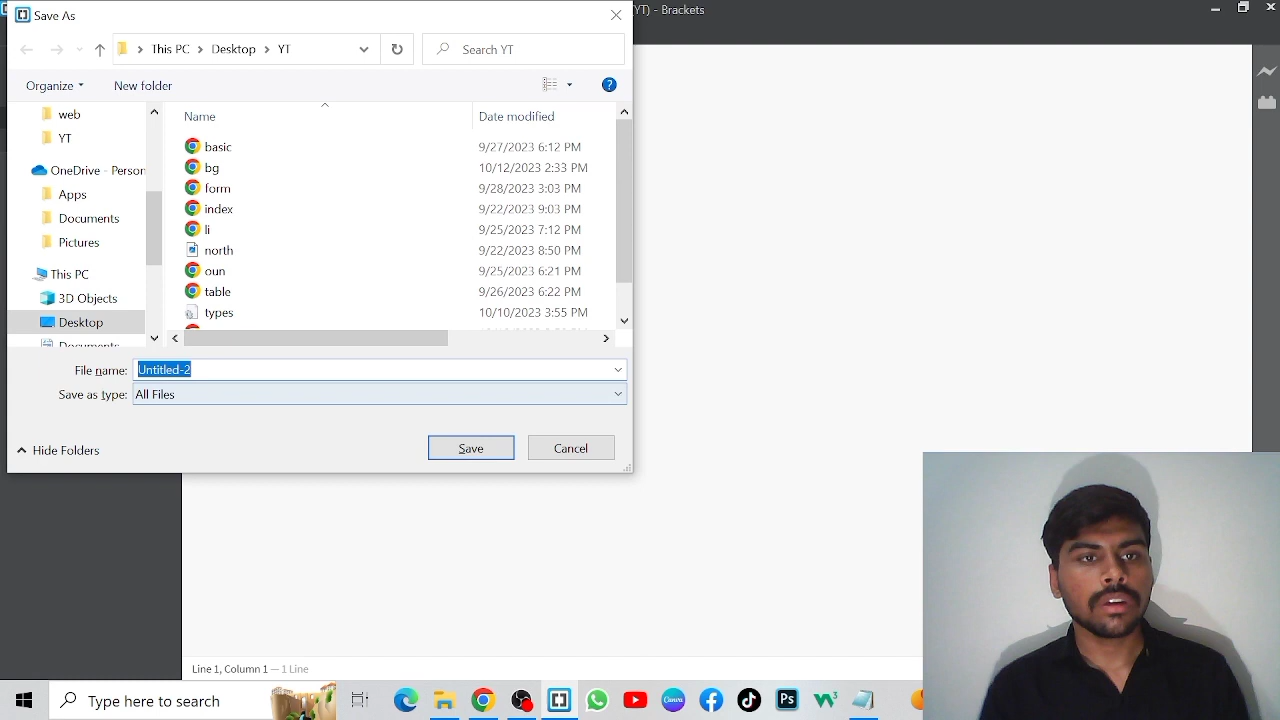 Save As
(YT) - Brackets
This PC > Desktop > YT
Search YT
Organize
New folder
Name
Date modified
web
YT
OneDrive - Person
Apps
Documents
Pictures
This PC
3D Objects
Desktop
Documents
basic 9/27/2023 6:12 PM
bg 10/12/2023 2:33 PM
form 9/28/2023 3:03 PM
index 9/22/2023 9:03 PM
li 9/25/2023 7:12 PM
north 9/22/2023 8:50 PM
oun 9/25/2023 6:21 PM
table 9/26/2023 6:22 PM
types 10/10/2023 3:55 PM
File name: Untitled-2
Save as type: All Files
Hide Folders
Save
Cancel
Line 1, Column 1 — 1 Line
Type here to search
Canva
Ps